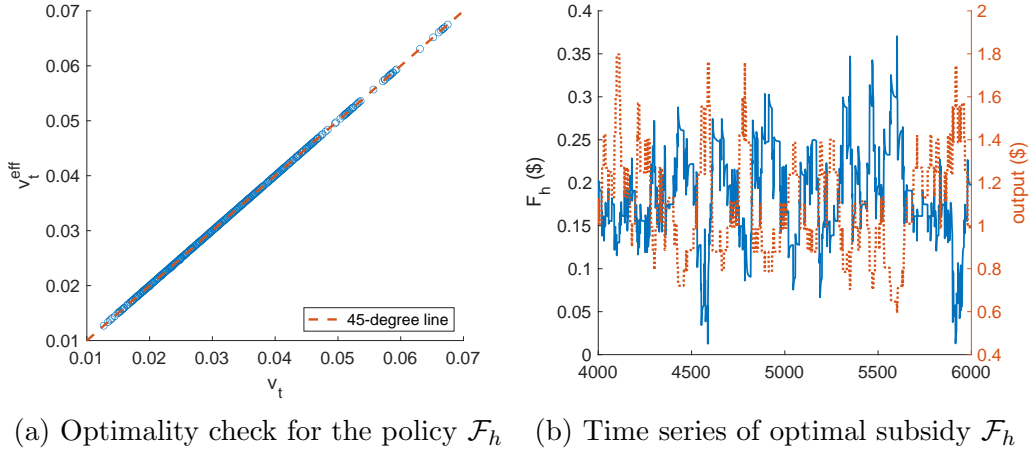 0.07
0.06
0.05
0.04
0.03
0.02
0.01
v_t^eff
0.01 0.02 0.03 0.04 0.05 0.06 0.07
v_t
45-degree line
(a) Optimality check for the policy 𝓕_h
0.4
0.35
0.3
0.25
0.2
0.15
0.1
0.05
0
F_h ($)
2
1.8
1.6
1.4
1.2
1
0.8
0.6
0.4
output ($)
4000 4500 5000 5500 6000
(b) Time series of optimal subsidy 𝓕_h